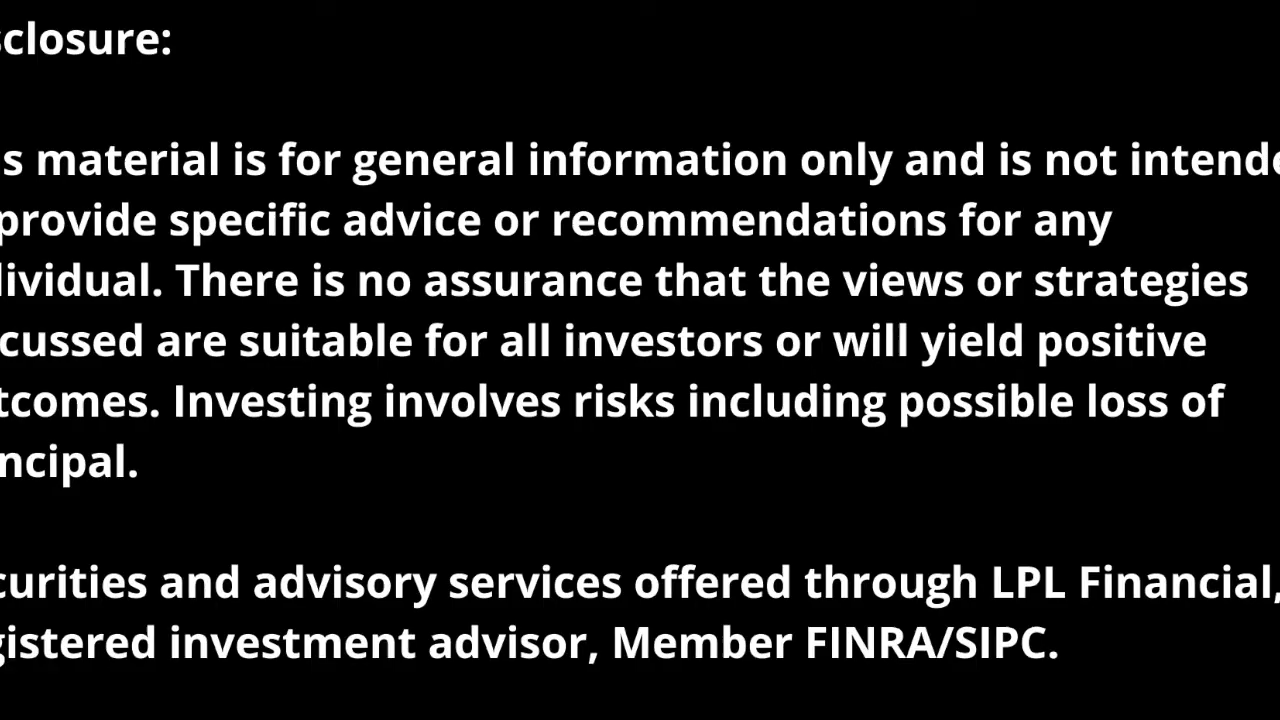 sclosure:
s material is for general information only and is not intende
provide specific advice or recommendations for any
dividual. There is no assurance that the views or strategies
cussed are suitable for all investors or will yield positive
tcomes. Investing involves risks including possible loss of
ncipal.
curities and advisory services offered through LPL Financial,
gistered investment advisor, Member FINRA/SIPC.